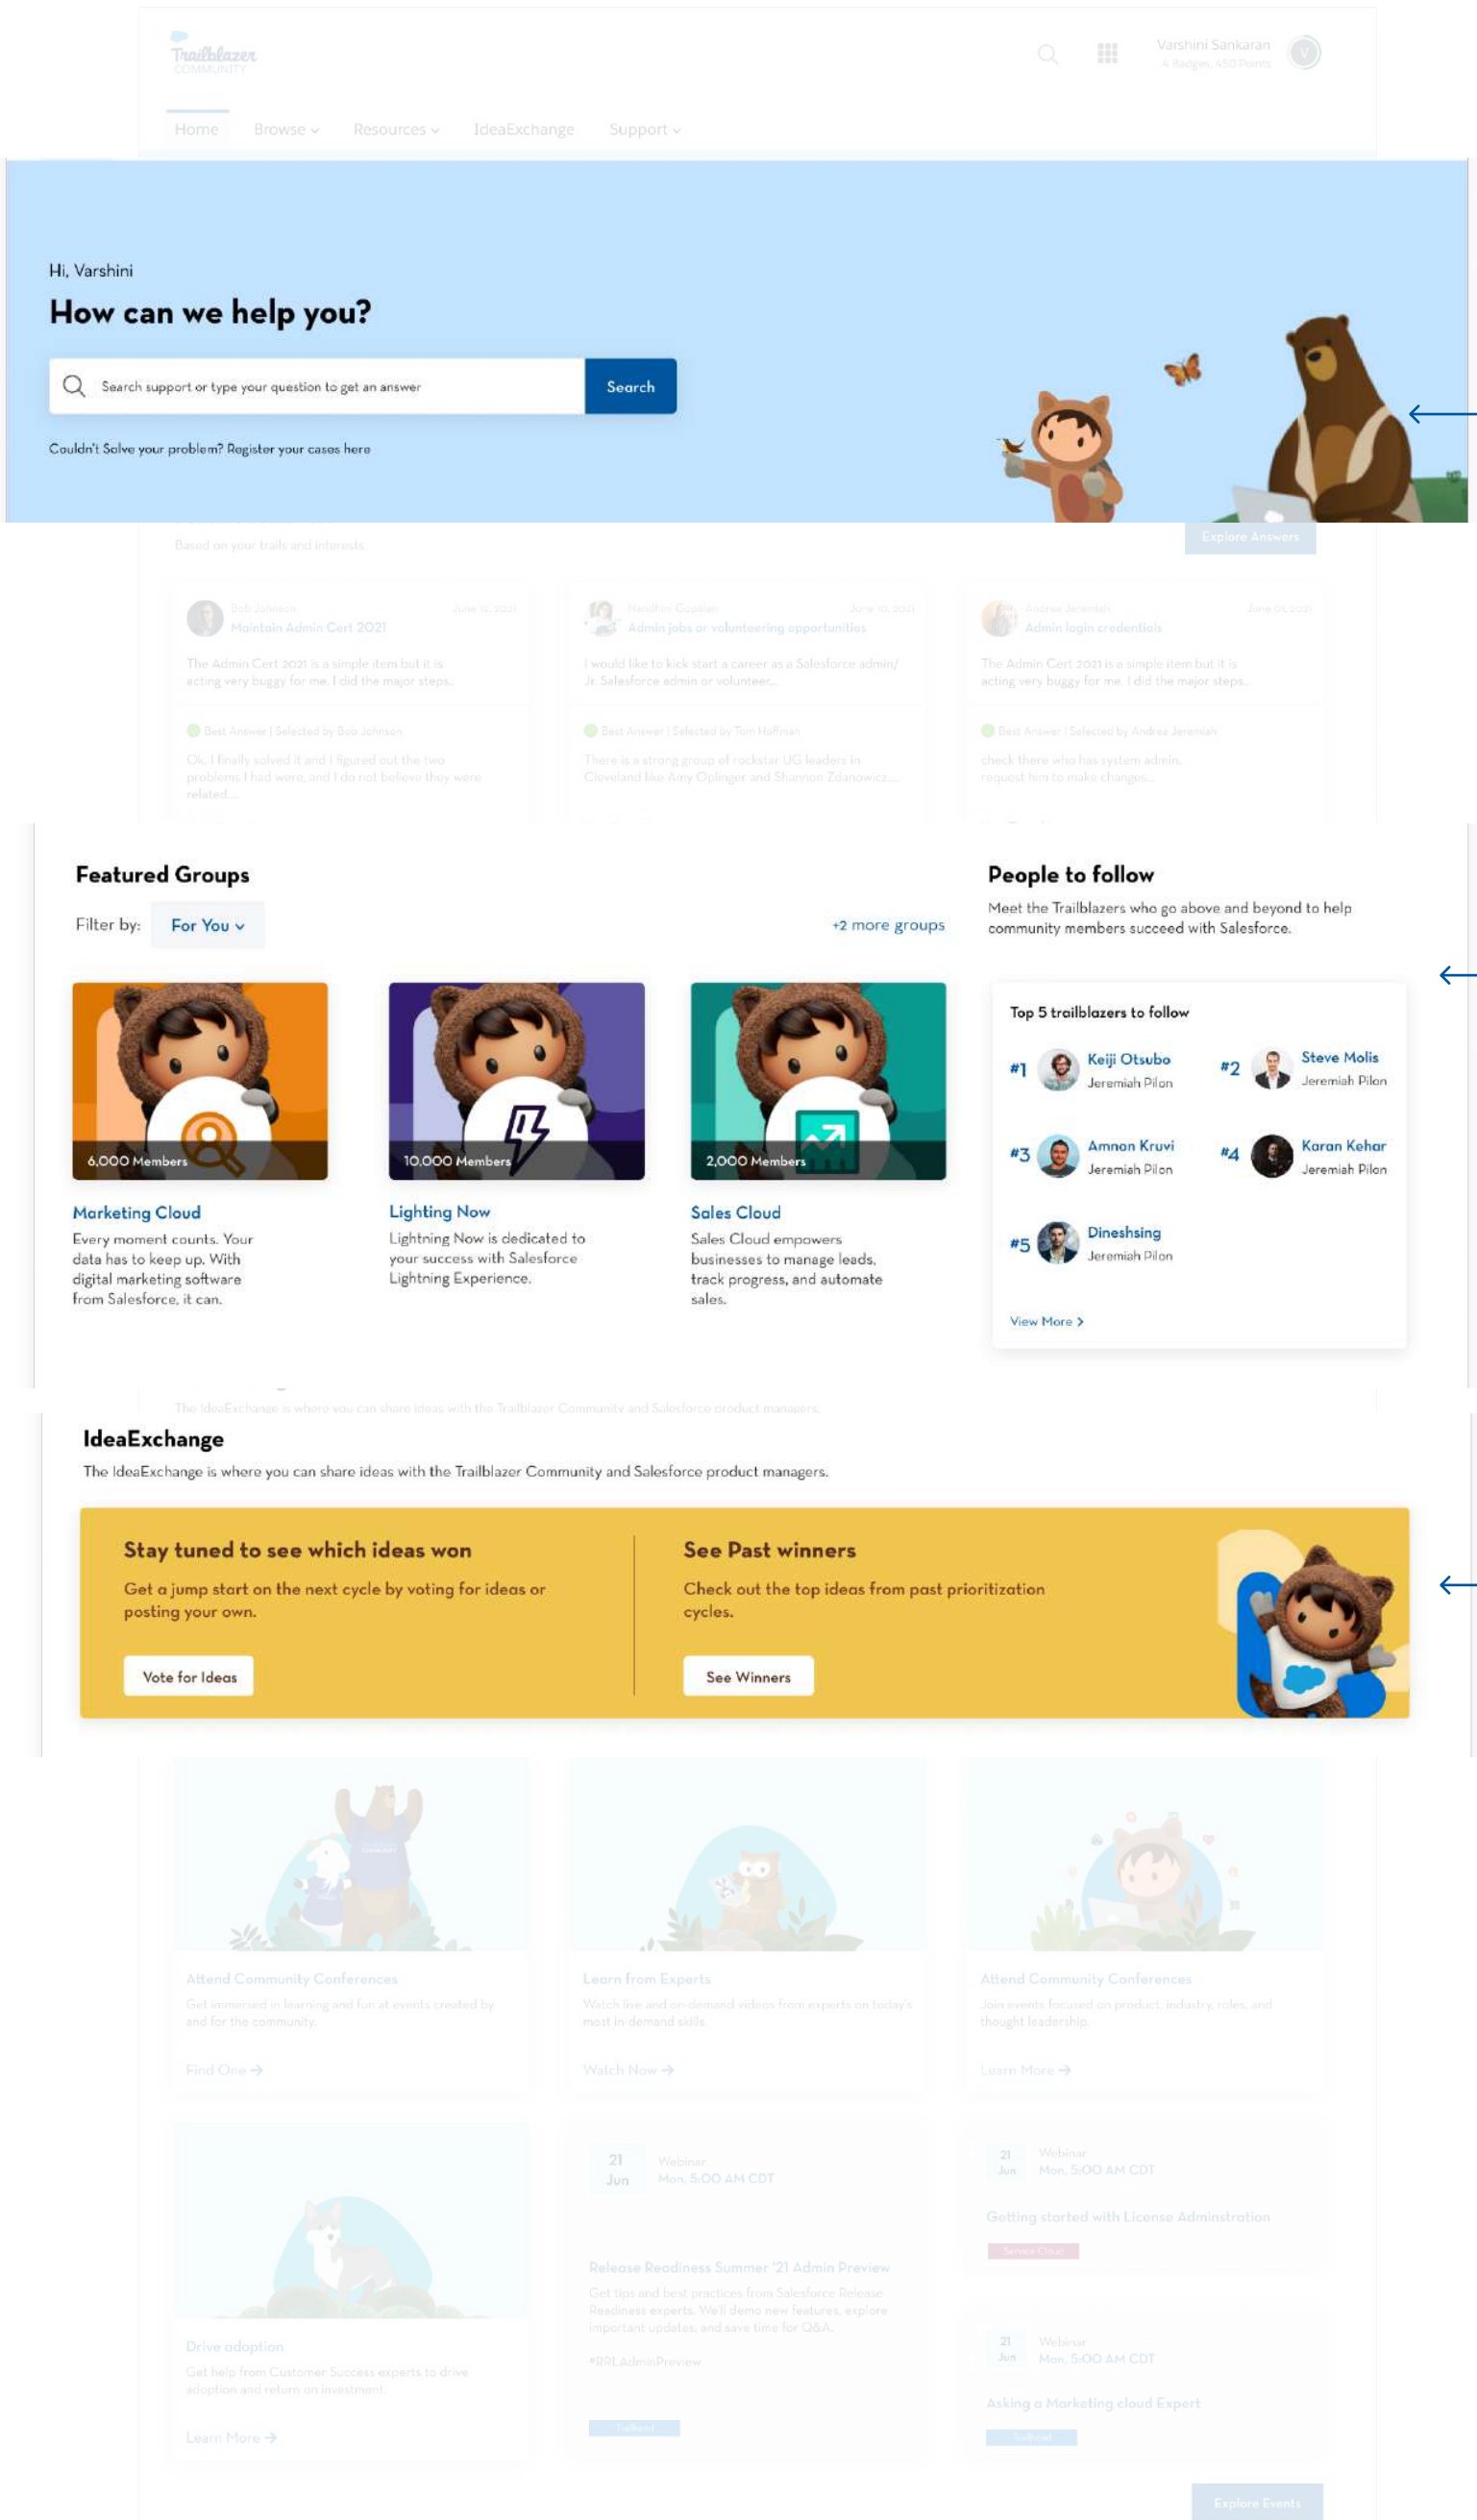 Trailblazer
COMMUNITY
Varshini Sankaran
4 Badges, 450 Points
V
Home Browse Resources IdeaExchange Support
Hi, Varshini
How can we help you?
Search support or type your question to get an answer
Search
Couldn't Solve your problem? Register your cases here
Based on your trails and interests
Explore Answers
Bob Johnson June 12, 2021
Maintain Admin Cert 2021
The Admin Cert 2021 is a simple item but it is
acting very buggy for me. I did the major steps..
Best Answer | Selected by Bob Johnson
Ok, I finally solved it and I figured out the two
problems I had were, and I do not believe they were
related...
Nandhini Gopalan June 10, 2021
Admin jobs or volunteering opportunities
I would like to kick start a career as a Salesforce admin/
Jr. Salesforce admin or volunteer...
Best Answer | Selected by Tom Hoffman
There is a strong group of rockstar UG leaders in
Cleveland like Amy Oplinger and Shannon Zdanowicz....
Andrea Jeremiah June 01, 2021
Admin login credentials
The Admin Cert 2021 is a simple item but it is
acting very buggy for me. I did the major steps..
Best Answer | Selected by Andrea Jeremiah
check there who has system admin,
request him to make changes...
Featured Groups
Filter by: For You
+2 more groups
6,000 Members
Marketing Cloud
Every moment counts. Your
data has to keep up. With
digital marketing software
from Salesforce, it can.
10,000 Members
Lighting Now
Lightning Now is dedicated to
your success with Salesforce
Lightning Experience.
2,000 Members
Sales Cloud
Sales Cloud empowers
businesses to manage leads,
track progress, and automate
sales.
People to follow
Meet the Trailblazers who go above and beyond to help
community members succeed with Salesforce.
Top 5 trailblazers to follow
#1 Keiji Otsubo
Jeremiah Pilon
#2 Steve Molis
Jeremiah Pilon
#3 Amnon Kruvi
Jeremiah Pilon
#4 Karan Kehar
Jeremiah Pilon
#5 Dineshsing
Jeremiah Pilon
View More
The IdeaExchange is where you can share ideas with the Trailblazer Community and Salesforce product managers.
IdeaExchange
The IdeaExchange is where you can share ideas with the Trailblazer Community and Salesforce product managers.
Stay tuned to see which ideas won
Get a jump start on the next cycle by voting for ideas or
posting your own.
Vote for Ideas
See Past winners
Check out the top ideas from past prioritization
cycles.
See Winners
Attend Community Conferences
Get immersed in learning and fun at events created by
and for the community.
Find One
Learn from Experts
Watch live and on-demand videos from experts on today's
most in-demand skills.
Watch Now
Attend Community Conferences
Join events focused on product, industry, roles, and
thought leadership.
Learn More
Drive adoption
Get help from Customer Success experts to drive
adoption and return on investment.
Learn More
21
Jun
Webinar
Mon, 5:00 AM CDT
Release Readiness Summer '21 Admin Preview
Get tips and best practices from Salesforce Release
Readiness experts. We'll demo new features, explore
important updates, and save time for Q&A.
#RRLAdminPreview
Trailhead
21
Jun
Webinar
Mon, 5:00 AM CDT
Getting started with License Adminstration
Service Cloud
21
Jun
Webinar
Mon, 5:00 AM CDT
Asking a Marketing cloud Expert
Trailhead
Explore Events